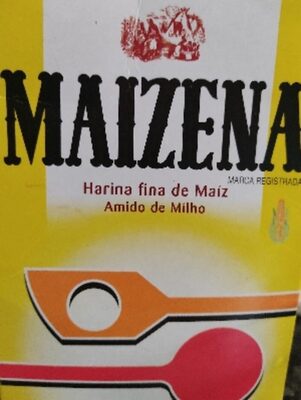 MAIZENA
MARCA REGISTRADA
Harina fina de Maíz
Amido de Milho